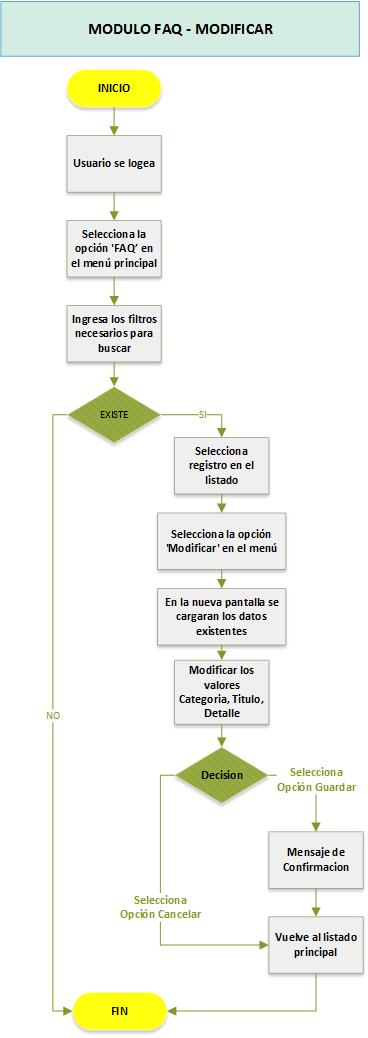 MODULO FAQ - MODIFICAR
INICIO
Usuario se logea
Selecciona la
opción 'FAQ' en
el menú principal
Ingresa los filtros
necesarios para
buscar
EXISTE
SI
Selecciona
registro en el
listado
Selecciona la opción
'Modificar' en el menú
En la nueva pantalla se
cargaran los datos
existentes
Modificar los
valores
Categoria, Titulo,
Detalle
NO
Decision
Selecciona
Opción Guardar
Mensaje de
Confirmacion
Selecciona
Opción Cancelar
Vuelve al listado
principal
FIN